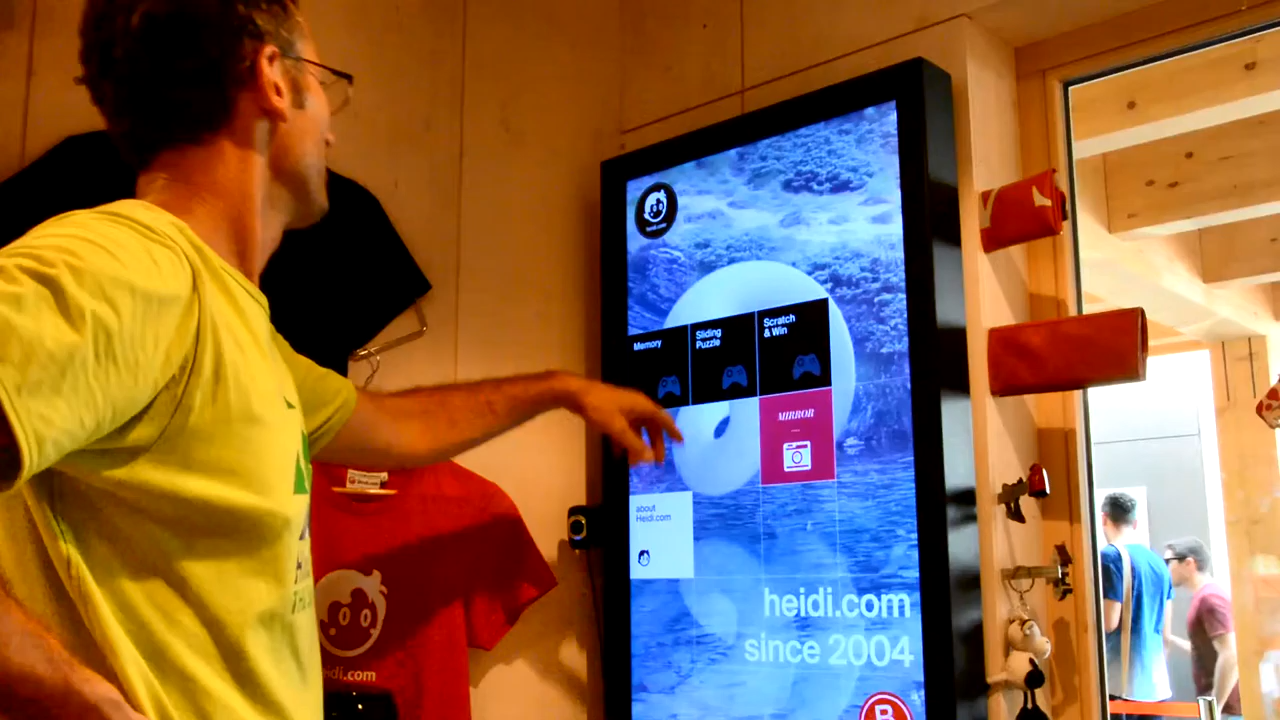 heidi.com
Memory
Sliding
Puzzle
Scratch
& Win
MIRROR
about
Heidi.com
heidi.com
since 2004
B
heidi.com